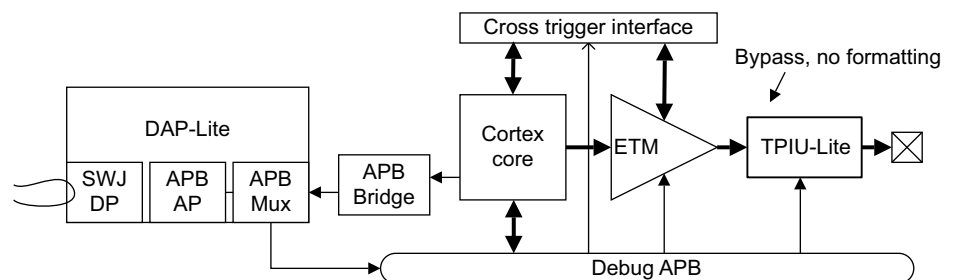 Cross trigger interface
Bypass, no formatting
DAP-Lite
Cortex
core
ETM
TPIU-Lite
SWJ
DP
APB
AP
APB
Mux
APB
Bridge
Debug APB